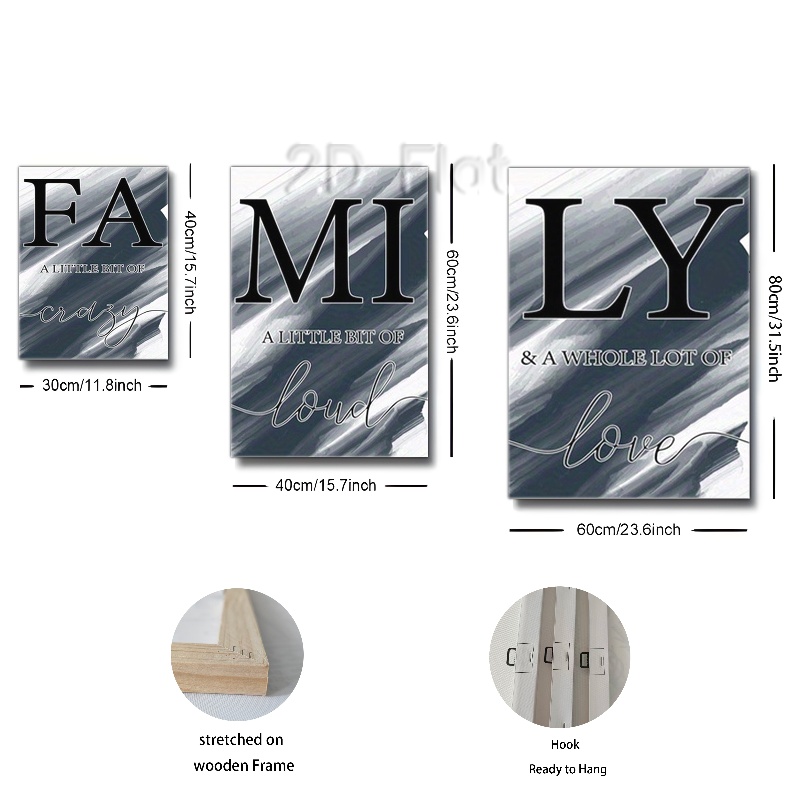 2D Flat
FA
A LITTLE BIT OF
crazy
40cm/15.7inch
30cm/11.8inch
MI
A LITTLE BIT OF
loud
60cm/23.6inch
40cm/15.7inch
LY
& A WHOLE LOT OF
love
80cm/31.5inch
60cm/23.6inch
stretched on
wooden Frame
Hook
Ready to Hang